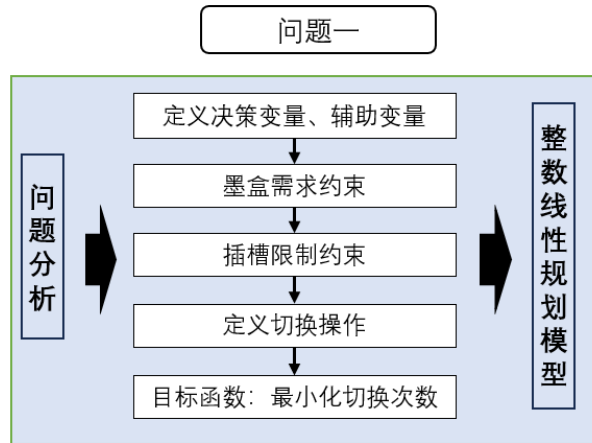 问题一
问题分析
定义决策变量、辅助变量
墨盒需求约束
插槽限制约束
定义切换操作
目标函数：最小化切换次数
整数线性规划模型